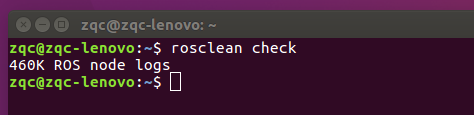 zqc@zqc-lenovo: ~
zqc@zqc-lenovo:~$ rosclean check
460K ROS node logs
zqc@zqc-lenovo:~$